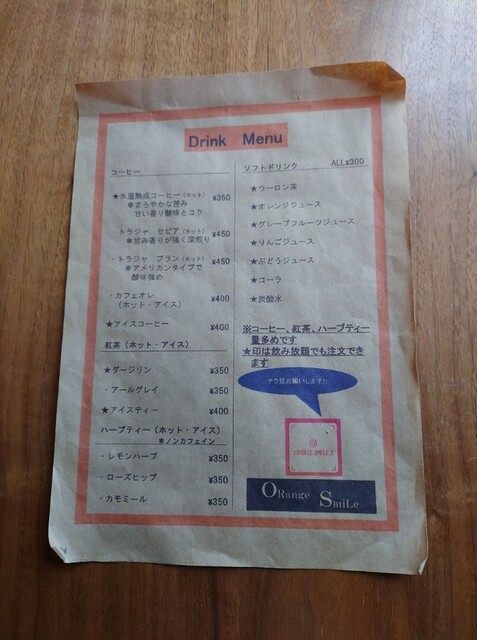 Drink Menu
コーヒー
★氷温熟成コーヒー(ホット) ¥350
＊まろやかな苦み
甘い香り酸味とコク
・トラジャ セピア(ホット) ¥450
＊甘み香りが強く深煎り
・トラジャ ブラン(ホット) ¥450
＊アメリカンタイプで
酸味強め
・カフェオレ ¥400
(ホット・アイス)
★アイスコーヒー ¥400
紅茶(ホット・アイス)
★ダージリン ¥350
・アールグレイ ¥350
★アイスティー ¥400
ハーブティー(ホット・アイス)
＊ノンカフェイン
・レモンハーブ ¥350
・ローズヒップ ¥350
・カモミール ¥350
ソフトドリンク ALL¥300
★ウーロン茶
★オレンジジュース
★グレープフルーツジュース
★りんごジュース
★ぶどうジュース
★コーラ
★炭酸水
※コーヒー、紅茶、ハーブティー
量多めです
★印は飲み放題でも注文でき
ます
チラ見お願いします!!
ORANGE.SMILE.2
ORange SmiLe